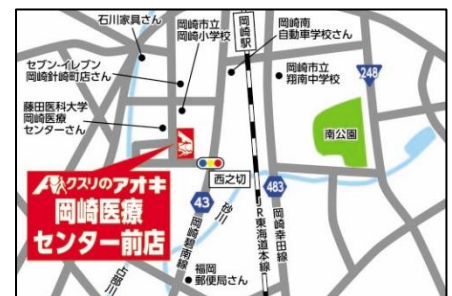 石川家具さん
岡崎市立
岡崎小学校
岡崎駅
岡崎南
自動車学校さん
セブン-イレブン
岡崎針崎町店さん
岡崎市立
翔南中学校
248
藤田医科大学
岡崎医療
センターさん
南公園
クスリのアオキ
岡崎医療
センター前店
西之切
43
岡崎碧南線
砂川
JR東海道本線
483
岡崎幸田線
占部川
福岡
郵便局さん